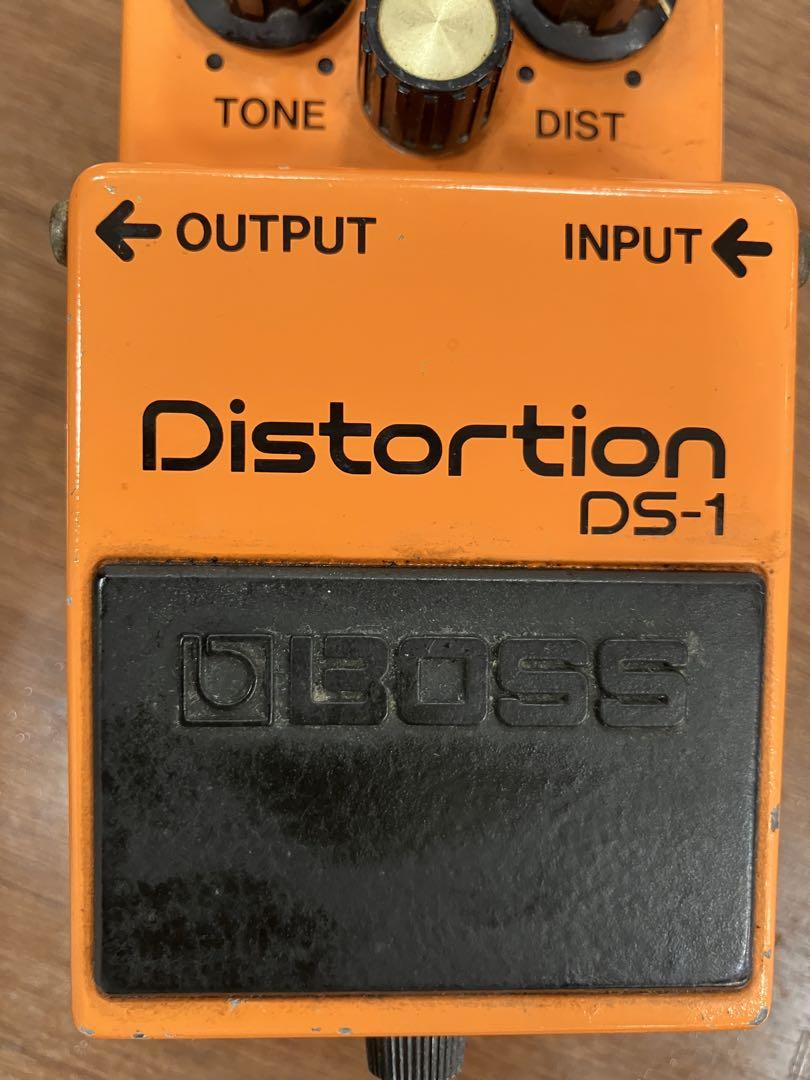 TONE DIST
← OUTPUT INPUT ←
Distortion
DS-1
BOSS